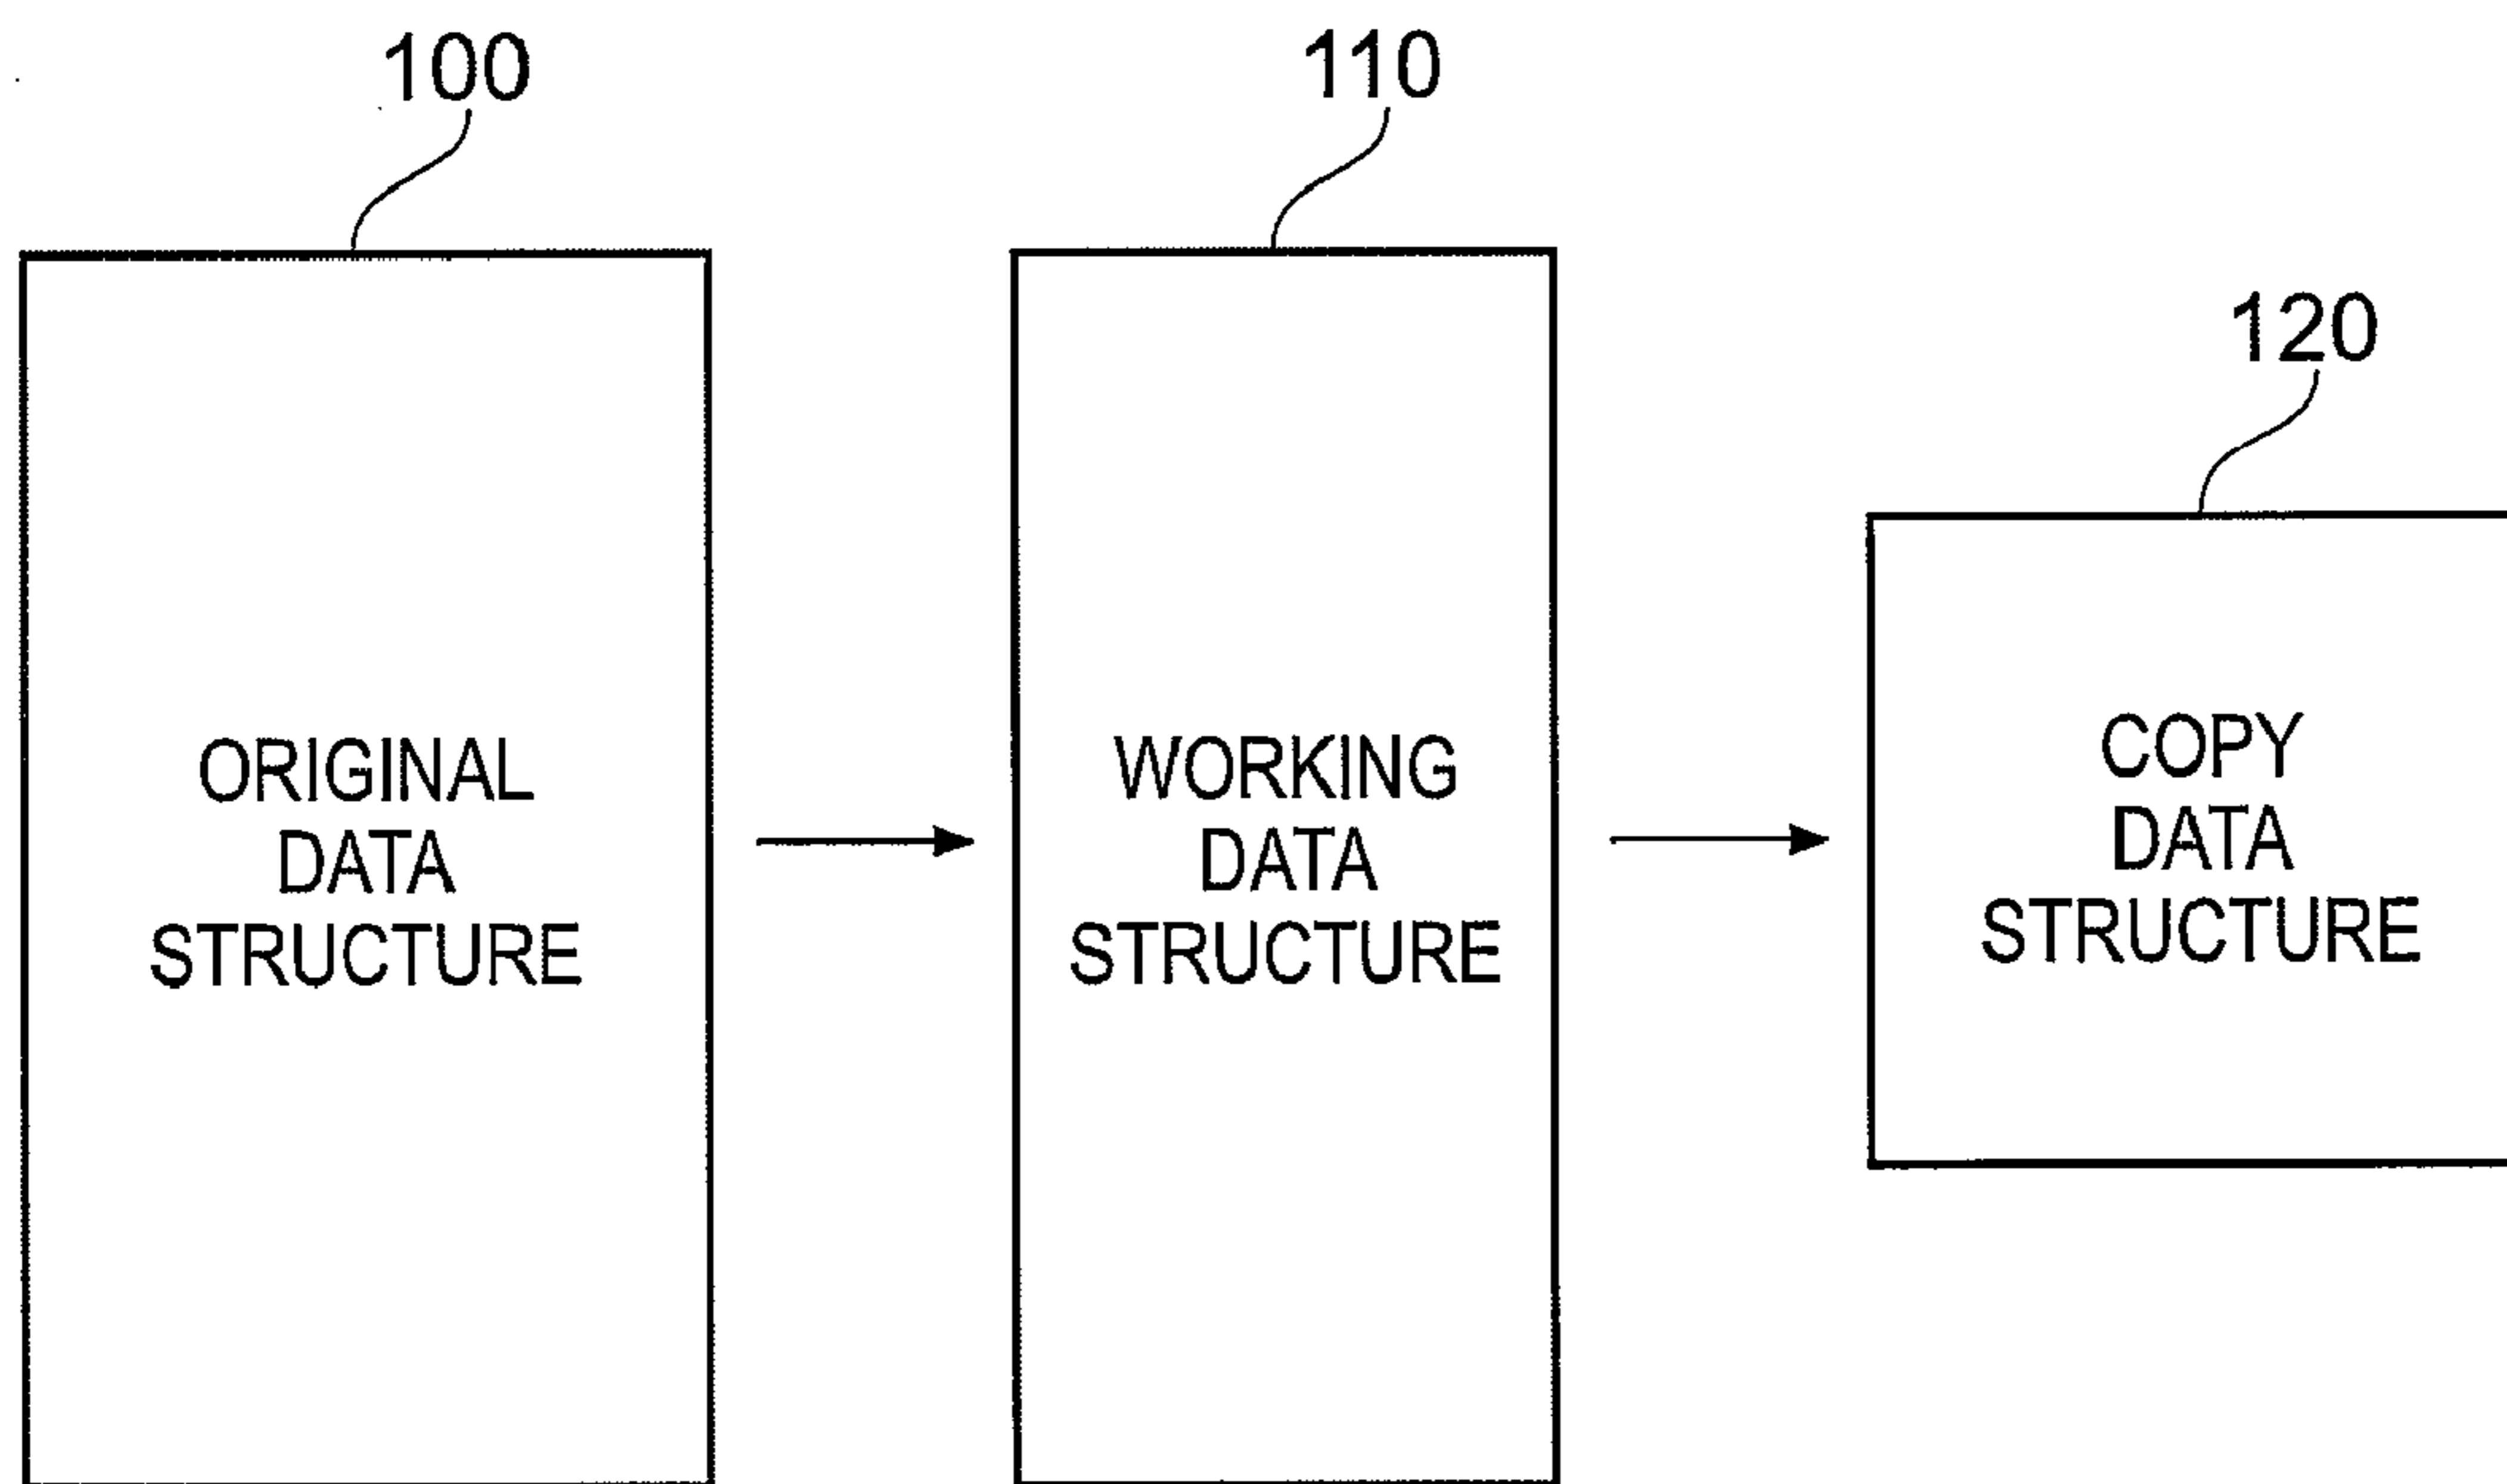 100
110
120
ORIGINAL
DATA
STRUCTURE
WORKING
DATA
STRUCTURE
COPY
DATA
STRUCTURE